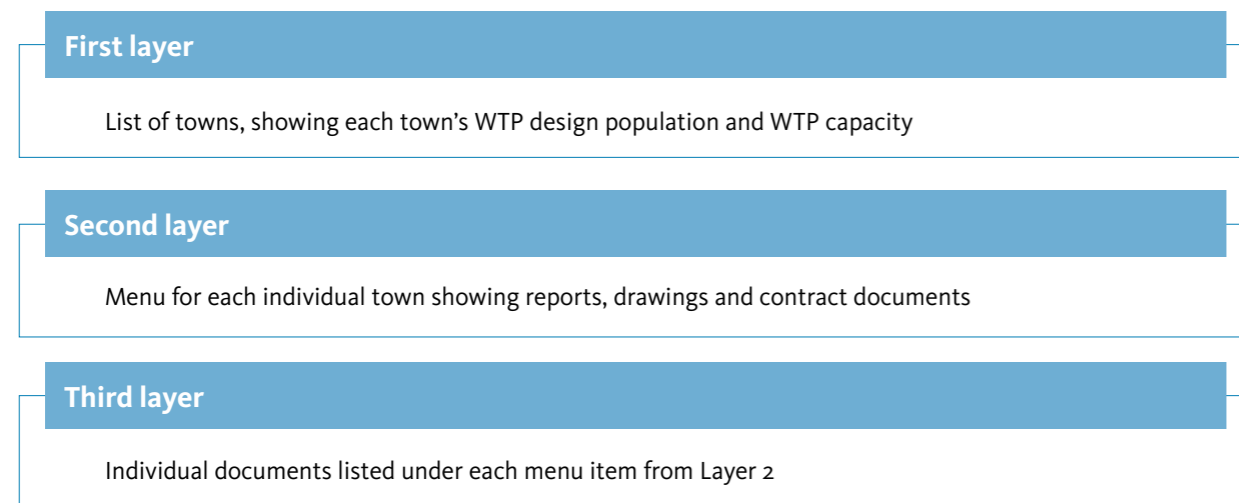 First layer
List of towns, showing each town’s WTP design population and WTP capacity
Second layer
Menu for each individual town showing reports, drawings and contract documents
Third layer
Individual documents listed under each menu item from Layer 2